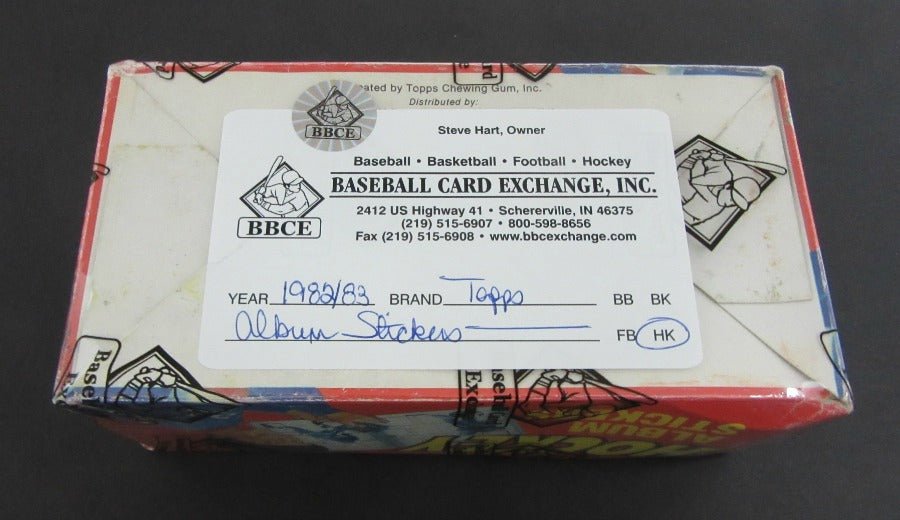 ated by Topps Chewing Gum, Inc.
Distributed by:
BBCE
Steve Hart, Owner
Baseball • Basketball • Football • Hockey
BASEBALL CARD EXCHANGE, INC.
BBCE
2412 US Highway 41 • Schererville, IN 46375
(219) 515-6907 • 800-598-8656
Fax (219) 515-6908 • www.bbcexchange.com
YEAR 1982/83 BRAND Topps BB BK
Album Stickers FB HK
Base
Exc
seb
rd
ALBUM
STICK